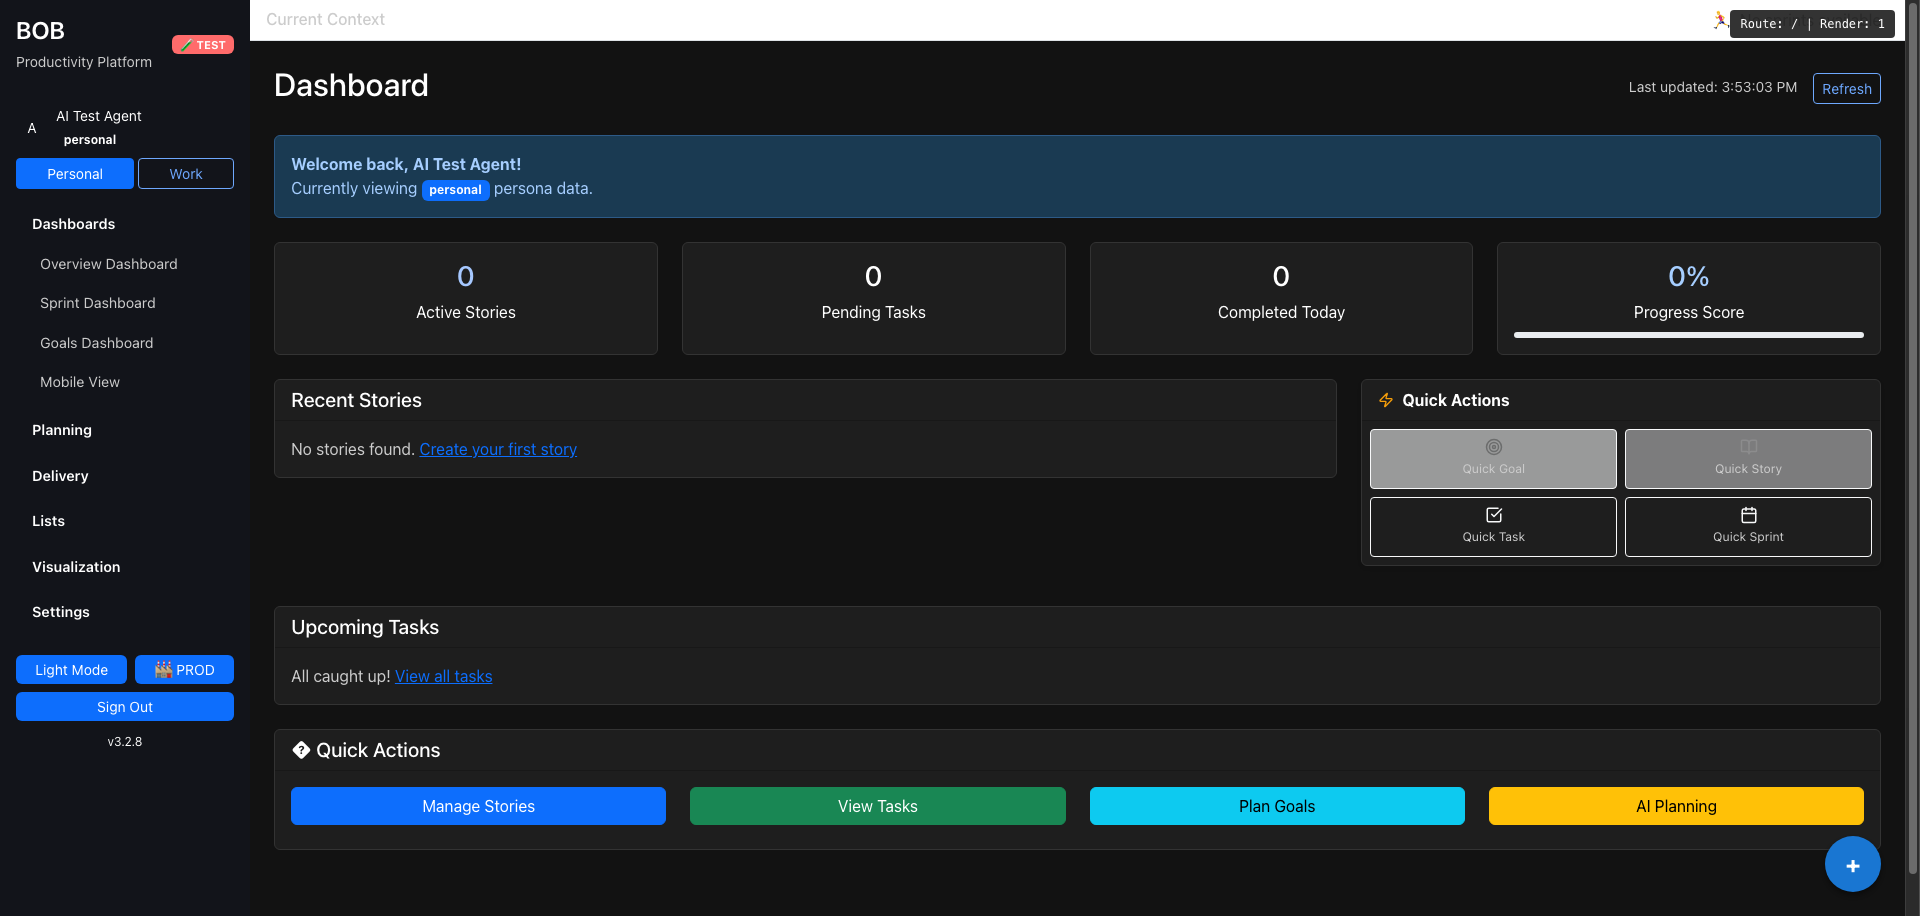 BOB
TEST
Productivity Platform
A
AI Test Agent
personal
Personal
Work
Dashboards
Overview Dashboard
Sprint Dashboard
Goals Dashboard
Mobile View
Planning
Delivery
Lists
Visualization
Settings
Light Mode
PROD
Sign Out
v3.2.8
Current Context
Route: / | Render: 1
Dashboard
Last updated: 3:53:03 PM
Refresh
Welcome back, AI Test Agent!
Currently viewing personal persona data.
0
Active Stories
0
Pending Tasks
0
Completed Today
0%
Progress Score
Recent Stories
No stories found. Create your first story
Quick Actions
Quick Goal
Quick Story
Quick Task
Quick Sprint
Upcoming Tasks
All caught up! View all tasks
Quick Actions
Manage Stories
View Tasks
Plan Goals
AI Planning
+